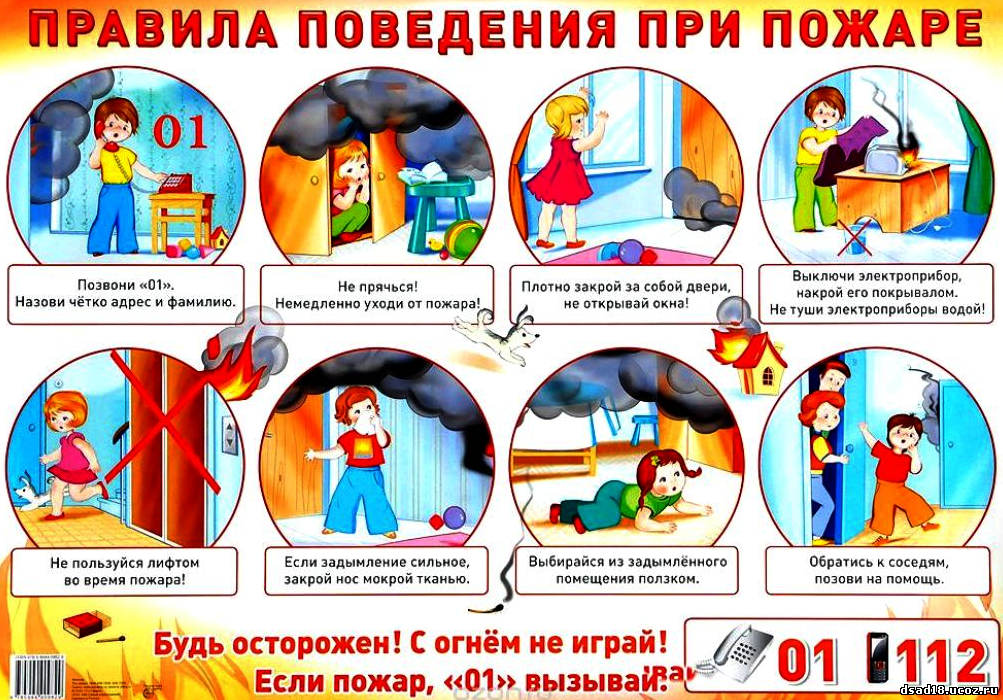 ПРАВИЛА ПОВЕДЕНИЯ ПРИ ПОЖАРЕ
01
Позвони «01».
Назови чётко адрес и фамилию.
Не прячься!
Немедленно уходи от пожара!
Плотно закрой за собой двери,
не открывай окна!
Выключи электроприбор,
накрой его покрывалом.
Не туши электроприборы водой!
Не пользуйся лифтом
во время пожара!
Если задымление сильное,
закрой нос мокрой тканью.
Выбирайся из задымлённого
помещения ползком.
Обратись к соседям,
позови на помощь.
Будь осторожен! С огнём не играй!
Если пожар, «01» вызывай!
01
112
dsad18.ucoz.ru